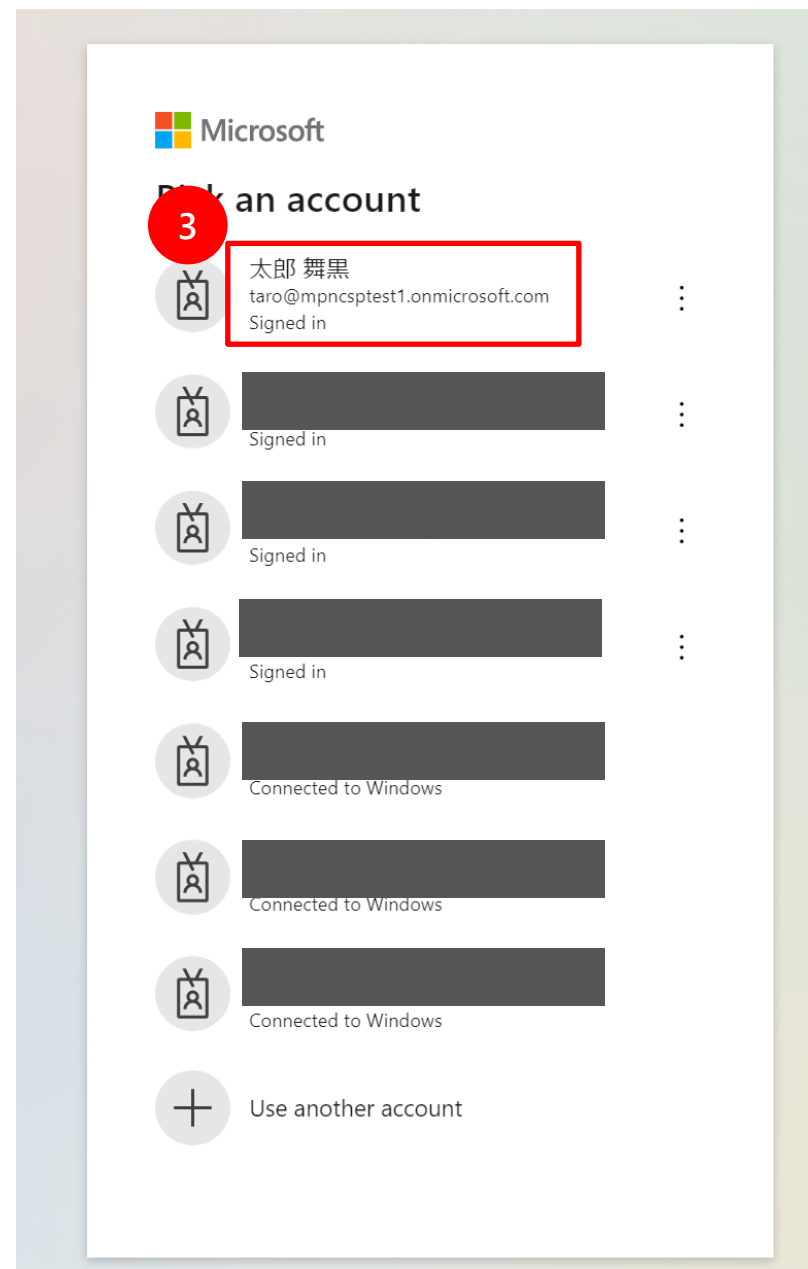 Microsoft
Pick an account
3
太郎 舞黒
taro@mpncsptest1.onmicrosoft.com
Signed in
Signed in
Signed in
Signed in
Connected to Windows
Connected to Windows
Connected to Windows
Use another account